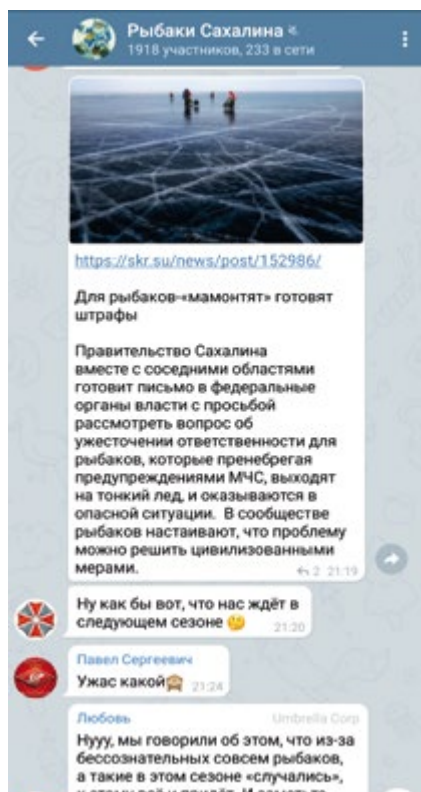 Рыбаки Сахалина
1918 участников, 233 в сети
https://skr.su/news/post/152986/
Для рыбаков-«мамонтят» готовят
штрафы
Правительство Сахалина
вместе с соседними областями
готовит письмо в федеральные
органы власти с просьбой
рассмотреть вопрос об
ужесточении ответственности для
рыбаков, которые пренебрегая
предупреждениями МЧС, выходят
на тонкий лед, и оказываются в
опасной ситуации. В сообществе
рыбаков настаивают, что проблему
можно решить цивилизованными
мерами.
2 21:19
Ну как бы вот, что нас ждёт в
следующем сезоне 🤔
21:20
Павел Сергеевич
Ужас какой🙈 21:24
Любовь Umbrella Corp
Нууу, мы говорили об этом, что из-за
бессознательных совсем рыбаков,
а такие в этом сезоне «случались»,